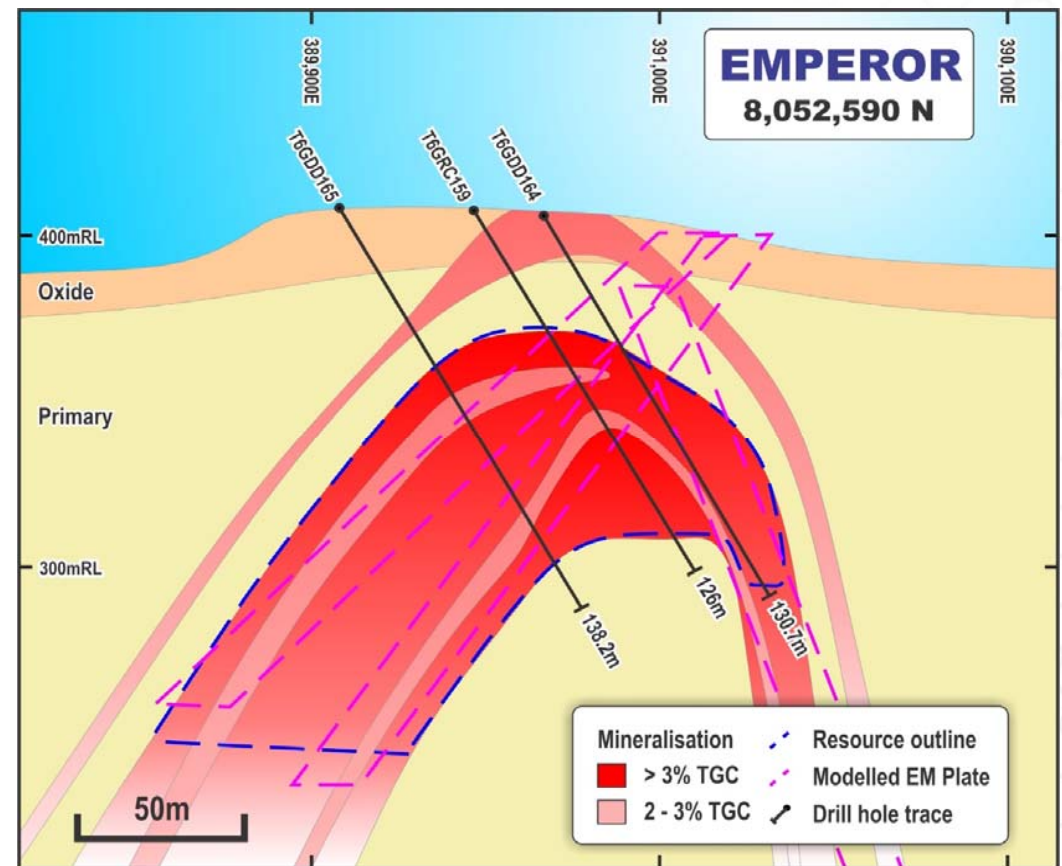 389,900E
391,000E
390,100E
EMPEROR
8,052,590 N
T6GDD165
T6GRC159
T6GDD164
400mRL
Oxide
Primary
300mRL
138.2m
126m
130.7m
50m
Mineralisation
> 3% TGC
2 - 3% TGC
Resource outline
Modelled EM Plate
Drill hole trace